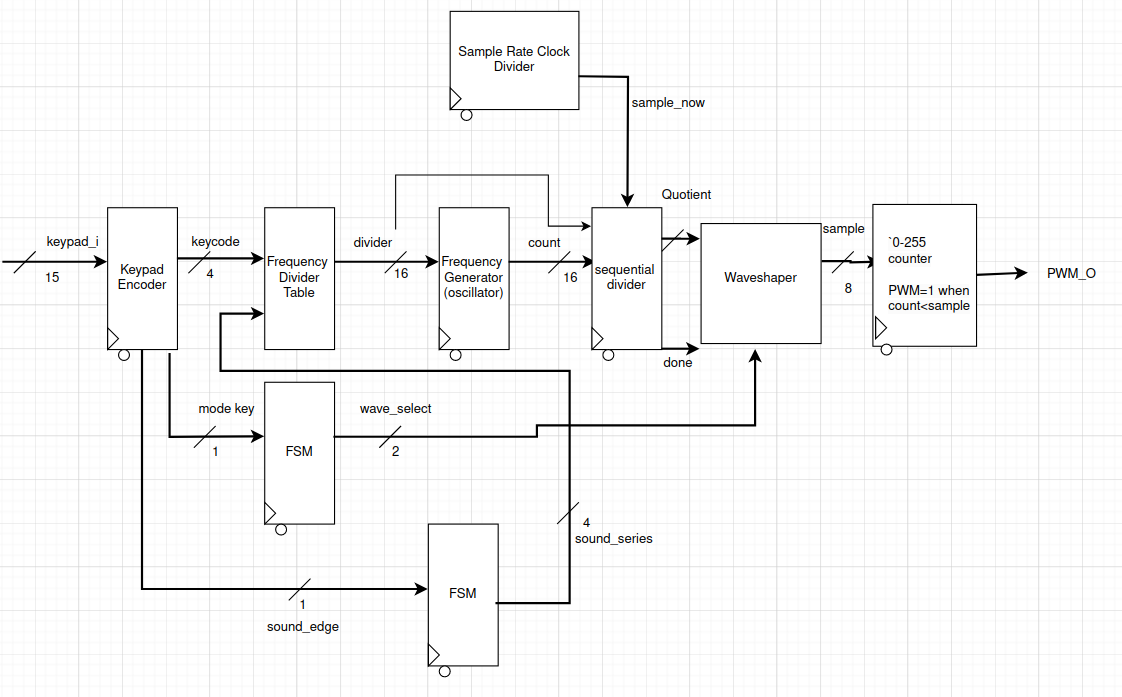 Sample Rate Clock
Divider
sample_now
Quotient
keypad_i
15
Keypad
Encoder
keycode
4
Frequency
Divider
Table
divider
16
Frequency
Generator
(oscillator)
count
16
sequential
divider
done
Waveshaper
sample
8
`0-255
counter
PWM=1 when
count<sample
PWM_O
mode key
1
FSM
wave_select
2
4
sound_series
FSM
1
sound_edge